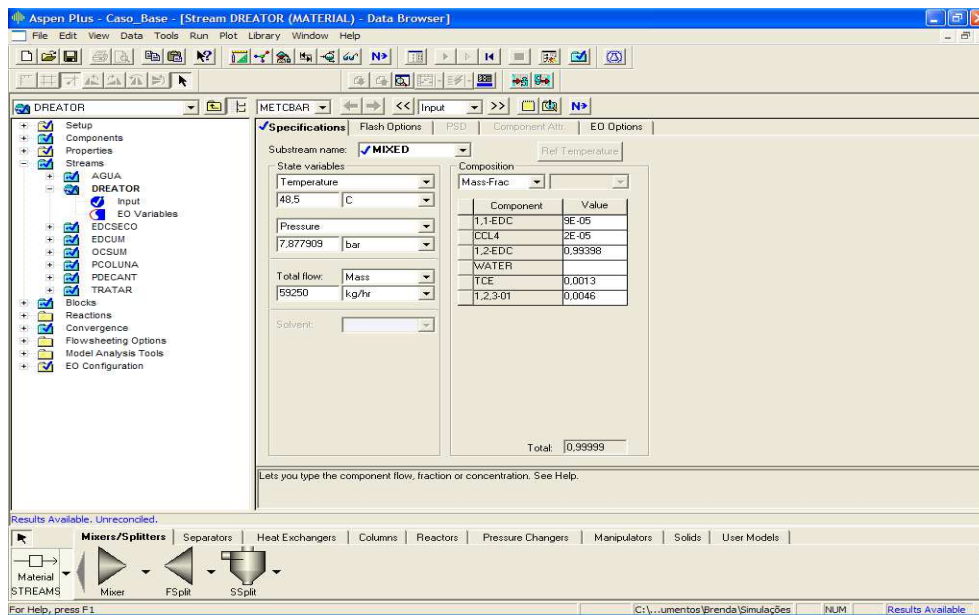 Aspen Plus - Caso_Base - [Stream DREATOR (MATERIAL) - Data Browser]
File Edit View Data Tools Run Plot Library Window Help
N>
DREATOR METCBAR << Input >> N>
Setup
Components
Properties
Streams
AGUA
DREATOR
Input
EO Variables
EDCSECO
EDCUM
OCSUM
PCOLUNA
PDECANT
TRATAR
Blocks
Reactions
Convergence
Flowsheeting Options
Model Analysis Tools
EO Configuration
Specifications Flash Options PSD Component Attr. EO Options
Substream name: MIXED Ref Temperature
State variables
Temperature
48,5 C
Pressure
7,877909 bar
Total flow: Mass
59250 kg/hr
Solvent:
Composition
Mass-Frac
Component Value
1,1-EDC 9E-05
CCL4 2E-05
1,2-EDC 0,99398
WATER
TCE 0,0013
1,2,3-01 0,0046
Total: 0,99999
Lets you type the component flow, fraction or concentration. See Help.
Results Available. Unreconciled.
Mixers/Splitters Separators Heat Exchangers Columns Reactors Pressure Changers Manipulators Solids User Models
Material
STREAMS Mixer FSplit SSplit
For Help, press F1 C:\...umentos\Brenda\Simulações NUM Results Available